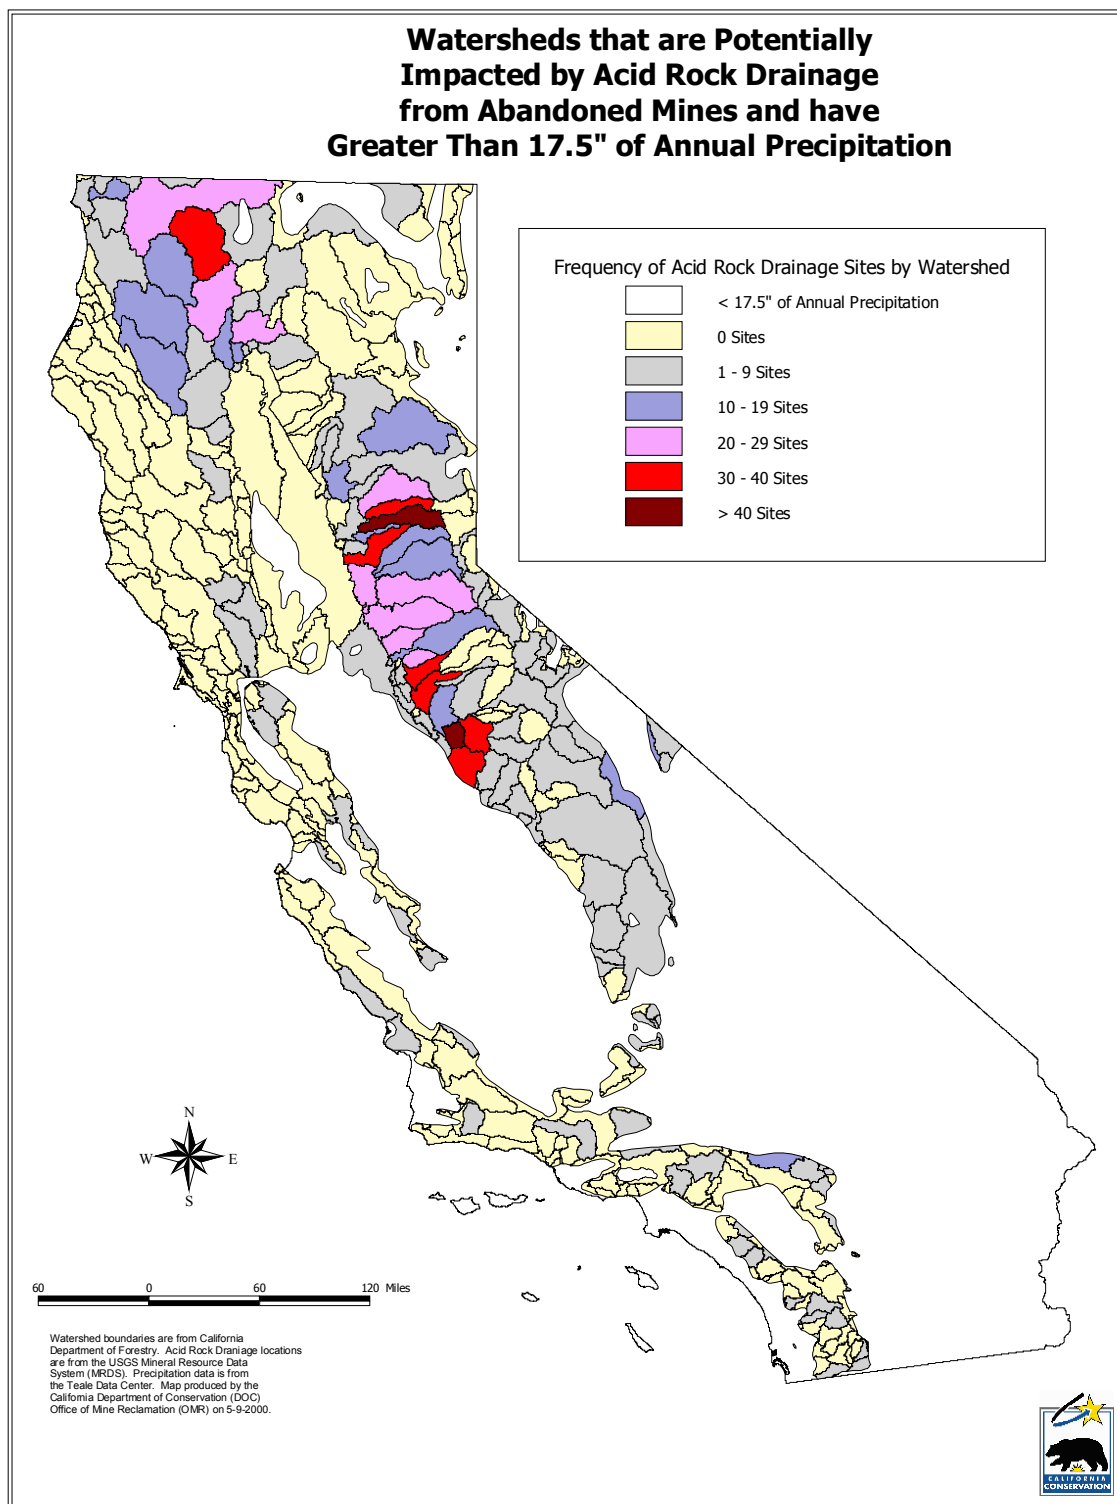 Watersheds that are Potentially
Impacted by Acid Rock Drainage
from Abandoned Mines and have
Greater Than 17.5" of Annual Precipitation
Frequency of Acid Rock Drainage Sites by Watershed
< 17.5" of Annual Precipitation
0 Sites
1 - 9 Sites
10 - 19 Sites
20 - 29 Sites
30 - 40 Sites
> 40 Sites
N
W E
S
60 0 60 120 Miles
Watershed boundaries are from California
Department of Forestry. Acid Rock Draniage locations
are from the USGS Mineral Resource Data
System (MRDS). Precipitation data is from
the Teale Data Center. Map produced by the
California Department of Conservation (DOC)
Office of Mine Reclamation (OMR) on 5-9-2000.
CALIFORNIA
CONSERVATION